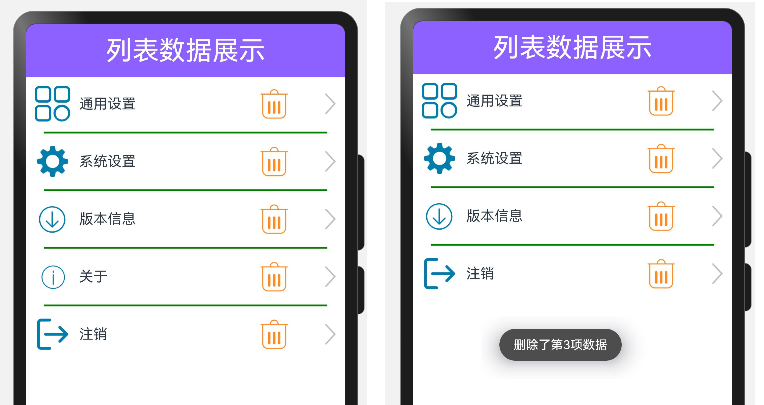 列表数据展示
通用设置
系统设置
版本信息
关于
注销
列表数据展示
通用设置
系统设置
版本信息
注销
删除了第3项数据